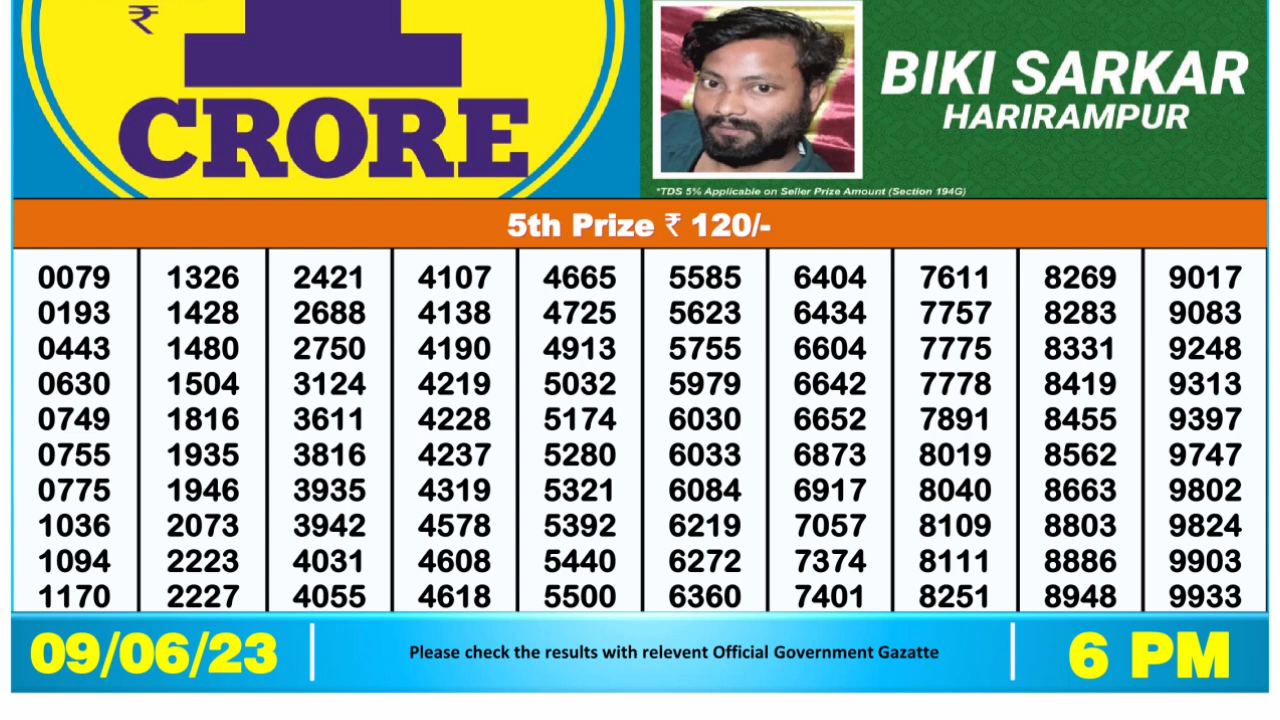 ₹
1
CRORE
BIKI SARKAR
HARIRAMPUR
*TDS 5% Applicable on Seller Prize Amount (Section 194G)
5th Prize ₹ 120/-
0079 1326 2421 4107 4665 5585 6404 7611 8269 9017
0193 1428 2688 4138 4725 5623 6434 7757 8283 9083
0443 1480 2750 4190 4913 5755 6604 7775 8331 9248
0630 1504 3124 4219 5032 5979 6642 7778 8419 9313
0749 1816 3611 4228 5174 6030 6652 7891 8455 9397
0755 1935 3816 4237 5280 6033 6873 8019 8562 9747
0775 1946 3935 4319 5321 6084 6917 8040 8663 9802
1036 2073 3942 4578 5392 6219 7057 8109 8803 9824
1094 2223 4031 4608 5440 6272 7374 8111 8886 9903
1170 2227 4055 4618 5500 6360 7401 8251 8948 9933
09/06/23 Please check the results with relevent Official Government Gazatte 6 PM